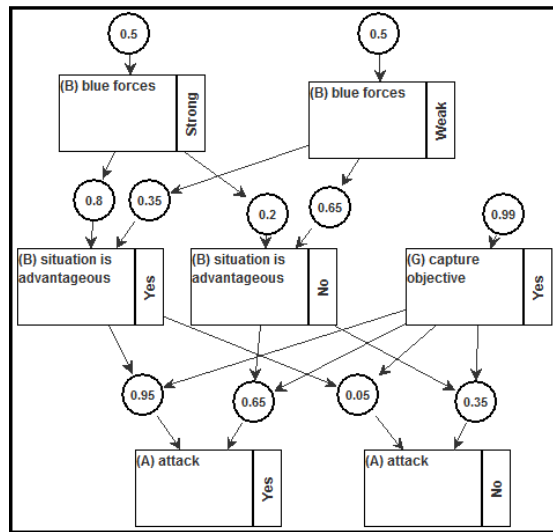 0.5
0.5
(B) blue forces
Strong
(B) blue forces
Weak
0.8
0.35
0.2
0.65
0.99
(B) situation is
advantageous
Yes
(B) situation is
advantageous
No
(G) capture
objective
Yes
0.95
0.65
0.05
0.35
(A) attack
Yes
(A) attack
No